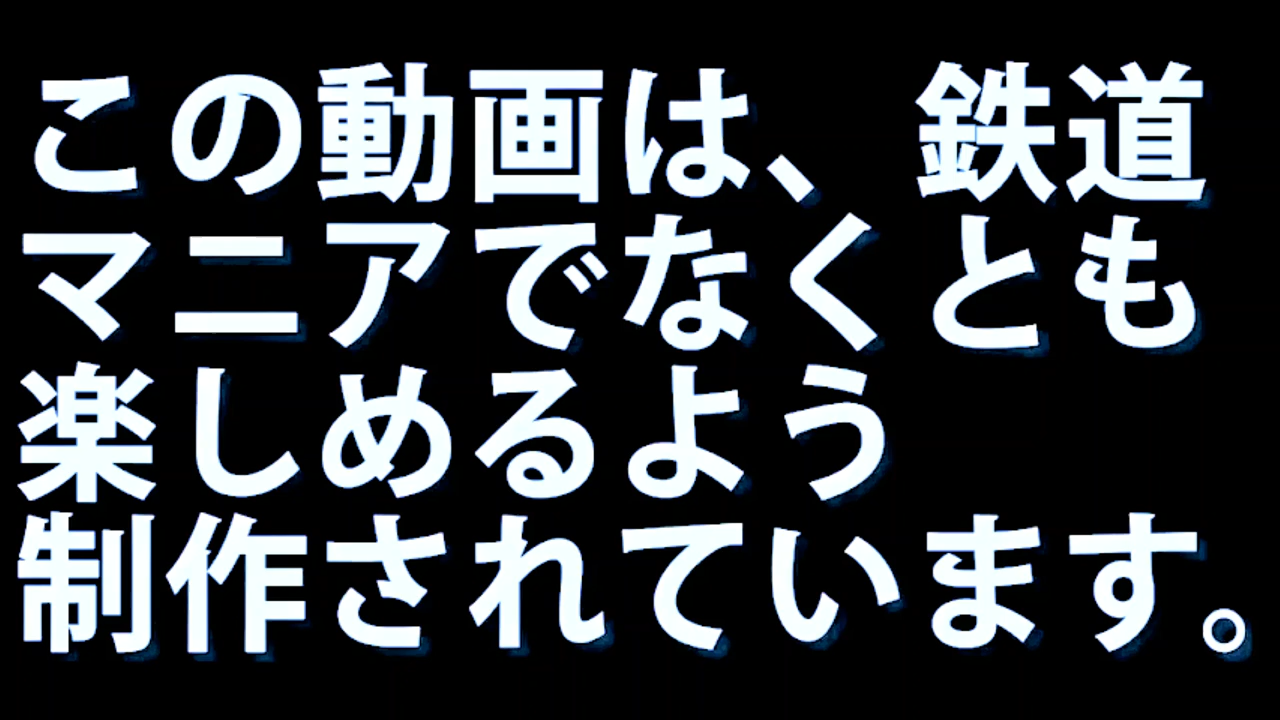 この動画は、鉄道
マニアでなくとも
楽しめるよう
制作されています。